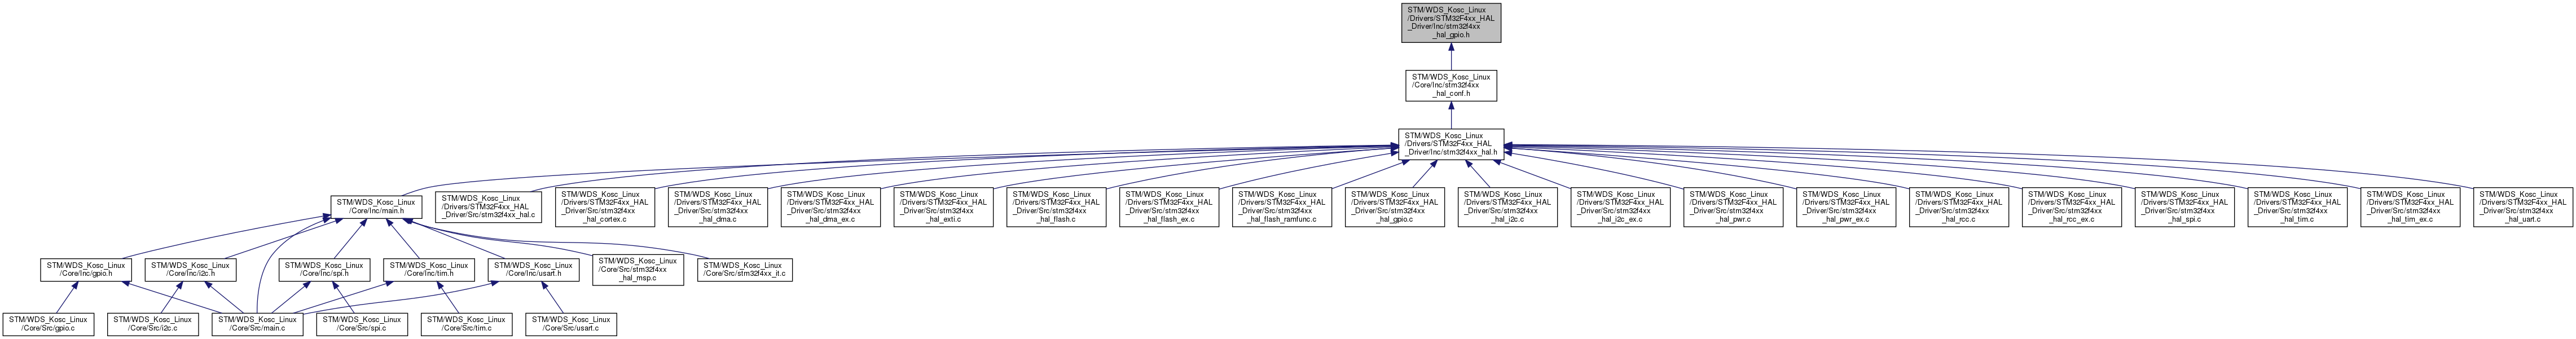 STM/WDS_Kosc_Linux
/Drivers/STM32F4xx_HAL
_Driver/Inc/stm32f4xx
_hal_gpio.h
STM/WDS_Kosc_Linux
/Core/Inc/stm32f4xx
_hal_conf.h
STM/WDS_Kosc_Linux
/Drivers/STM32F4xx_HAL
_Driver/Inc/stm32f4xx_hal.h
STM/WDS_Kosc_Linux
/Core/Inc/main.h
STM/WDS_Kosc_Linux
/Drivers/STM32F4xx_HAL
_Driver/Src/stm32f4xx_hal.c
STM/WDS_Kosc_Linux
/Drivers/STM32F4xx_HAL
_Driver/Src/stm32f4xx
_hal_cortex.c
STM/WDS_Kosc_Linux
/Drivers/STM32F4xx_HAL
_Driver/Src/stm32f4xx
_hal_dma.c
STM/WDS_Kosc_Linux
/Drivers/STM32F4xx_HAL
_Driver/Src/stm32f4xx
_hal_dma_ex.c
STM/WDS_Kosc_Linux
/Drivers/STM32F4xx_HAL
_Driver/Src/stm32f4xx
_hal_exti.c
STM/WDS_Kosc_Linux
/Drivers/STM32F4xx_HAL
_Driver/Src/stm32f4xx
_hal_flash.c
STM/WDS_Kosc_Linux
/Drivers/STM32F4xx_HAL
_Driver/Src/stm32f4xx
_hal_flash_ex.c
STM/WDS_Kosc_Linux
/Drivers/STM32F4xx_HAL
_Driver/Src/stm32f4xx
_hal_flash_ramfunc.c
STM/WDS_Kosc_Linux
/Drivers/STM32F4xx_HAL
_Driver/Src/stm32f4xx
_hal_gpio.c
STM/WDS_Kosc_Linux
/Drivers/STM32F4xx_HAL
_Driver/Src/stm32f4xx
_hal_i2c.c
STM/WDS_Kosc_Linux
/Drivers/STM32F4xx_HAL
_Driver/Src/stm32f4xx
_hal_i2c_ex.c
STM/WDS_Kosc_Linux
/Drivers/STM32F4xx_HAL
_Driver/Src/stm32f4xx
_hal_pwr.c
STM/WDS_Kosc_Linux
/Drivers/STM32F4xx_HAL
_Driver/Src/stm32f4xx
_hal_pwr_ex.c
STM/WDS_Kosc_Linux
/Drivers/STM32F4xx_HAL
_Driver/Src/stm32f4xx
_hal_rcc.c
STM/WDS_Kosc_Linux
/Drivers/STM32F4xx_HAL
_Driver/Src/stm32f4xx
_hal_rcc_ex.c
STM/WDS_Kosc_Linux
/Drivers/STM32F4xx_HAL
_Driver/Src/stm32f4xx
_hal_spi.c
STM/WDS_Kosc_Linux
/Drivers/STM32F4xx_HAL
_Driver/Src/stm32f4xx
_hal_tim.c
STM/WDS_Kosc_Linux
/Drivers/STM32F4xx_HAL
_Driver/Src/stm32f4xx
_hal_tim_ex.c
STM/WDS_Kosc_Linux
/Drivers/STM32F4xx_HAL
_Driver/Src/stm32f4xx
_hal_uart.c
STM/WDS_Kosc_Linux
/Core/Inc/gpio.h
STM/WDS_Kosc_Linux
/Core/Inc/i2c.h
STM/WDS_Kosc_Linux
/Core/Inc/spi.h
STM/WDS_Kosc_Linux
/Core/Inc/tim.h
STM/WDS_Kosc_Linux
/Core/Inc/usart.h
STM/WDS_Kosc_Linux
/Core/Src/stm32f4xx
_hal_msp.c
STM/WDS_Kosc_Linux
/Core/Src/stm32f4xx_it.c
STM/WDS_Kosc_Linux
/Core/Src/gpio.c
STM/WDS_Kosc_Linux
/Core/Src/i2c.c
STM/WDS_Kosc_Linux
/Core/Src/main.c
STM/WDS_Kosc_Linux
/Core/Src/spi.c
STM/WDS_Kosc_Linux
/Core/Src/tim.c
STM/WDS_Kosc_Linux
/Core/Src/usart.c